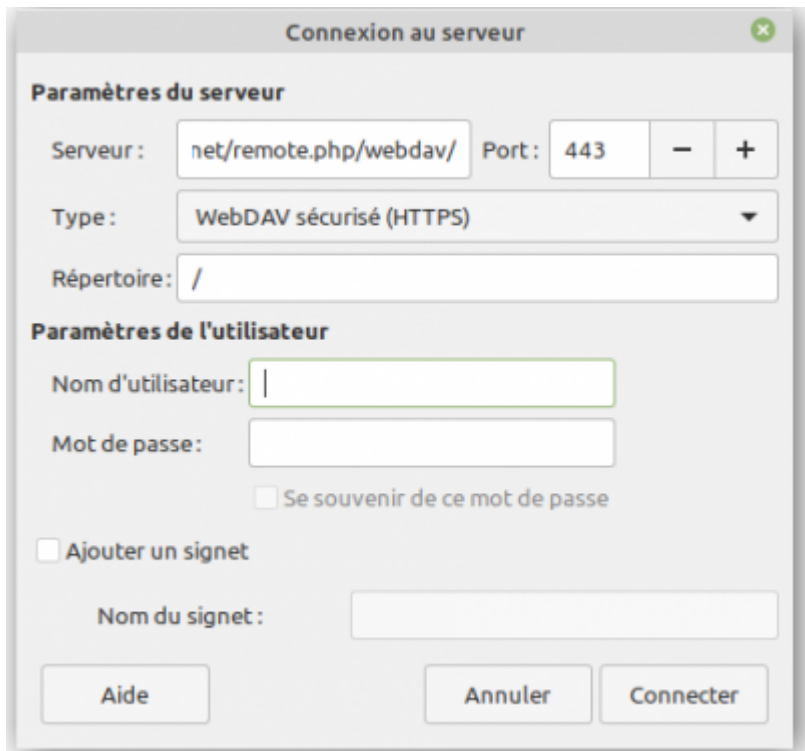 Connexion au serveur
Paramètres du serveur
Serveur : net/remote.php/webdav/ Port : 443 − +
Type : WebDAV sécurisé (HTTPS)
Répertoire : /
Paramètres de l'utilisateur
Nom d'utilisateur :
Mot de passe :
Se souvenir de ce mot de passe
Ajouter un signet
Nom du signet :
Aide Annuler Connecter